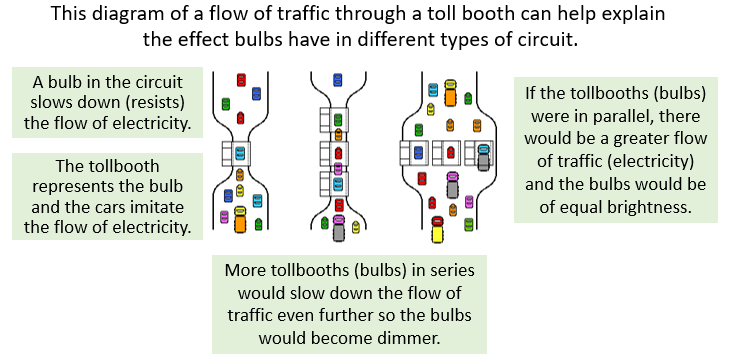 This diagram of a flow of traffic through a toll booth can help explain
the effect bulbs have in different types of circuit.
A bulb in the circuit
slows down (resists)
the flow of electricity.
The tollbooth
represents the bulb
and the cars imitate
the flow of electricity.
If the tollbooths (bulbs)
were in parallel, there
would be a greater flow
of traffic (electricity)
and the bulbs would be
of equal brightness.
More tollbooths (bulbs) in series
would slow down the flow of
traffic even further so the bulbs
would become dimmer.